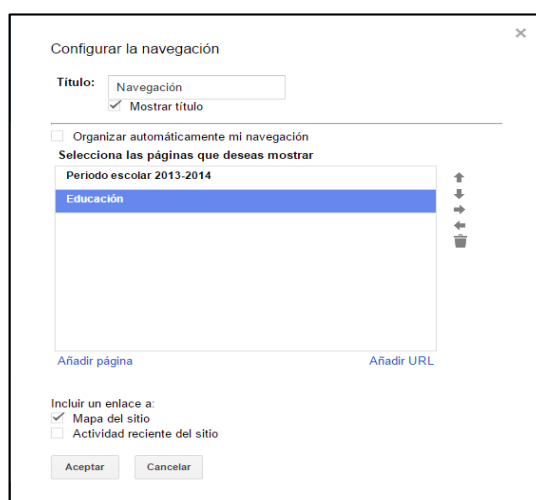 Configurar la navegación
Título: Navegación
Mostrar título
Organizar automáticamente mi navegación
Selecciona las páginas que deseas mostrar
Periodo escolar 2013-2014
Educación
Añadir página Añadir URL
Incluir un enlace a:
Mapa del sitio
Actividad reciente del sitio
Aceptar Cancelar